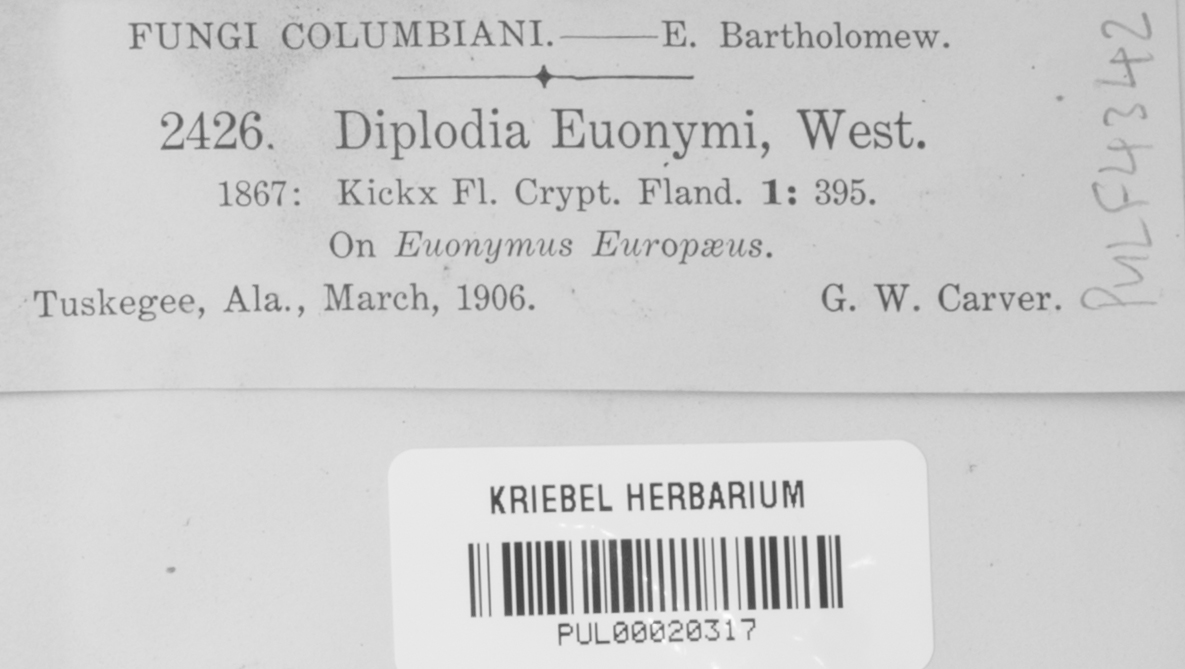 FUNGI COLUMBIANI.——E. Bartholomew.
2426. Diplodia Euonymi, West.
1867: Kickx Fl. Crypt. Fland. 1: 395.
On Euonymus Europæus.
Tuskegee, Ala., March, 1906. G. W. Carver.
PULF4342
KRIEBEL HERBARIUM
PUL00020317